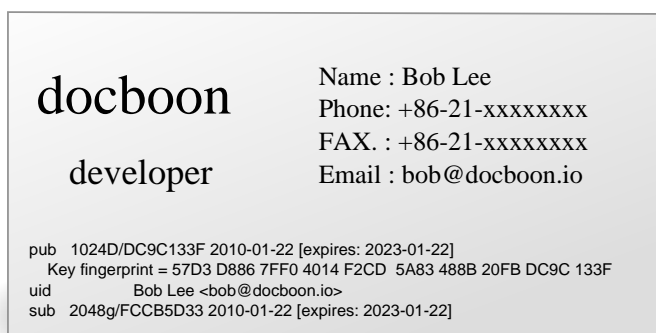 docboon
developer
Name : Bob Lee
Phone: +86-21-xxxxxxxx
FAX. : +86-21-xxxxxxxx
Email : bob@docboon.io
pub 1024D/DC9C133F 2010-01-22 [expires: 2023-01-22]
Key fingerprint = 57D3 D886 7FF0 4014 F2CD 5A83 488B 20FB DC9C 133F
uid Bob Lee <bob@docboon.io>
sub 2048g/FCCB5D33 2010-01-22 [expires: 2023-01-22]